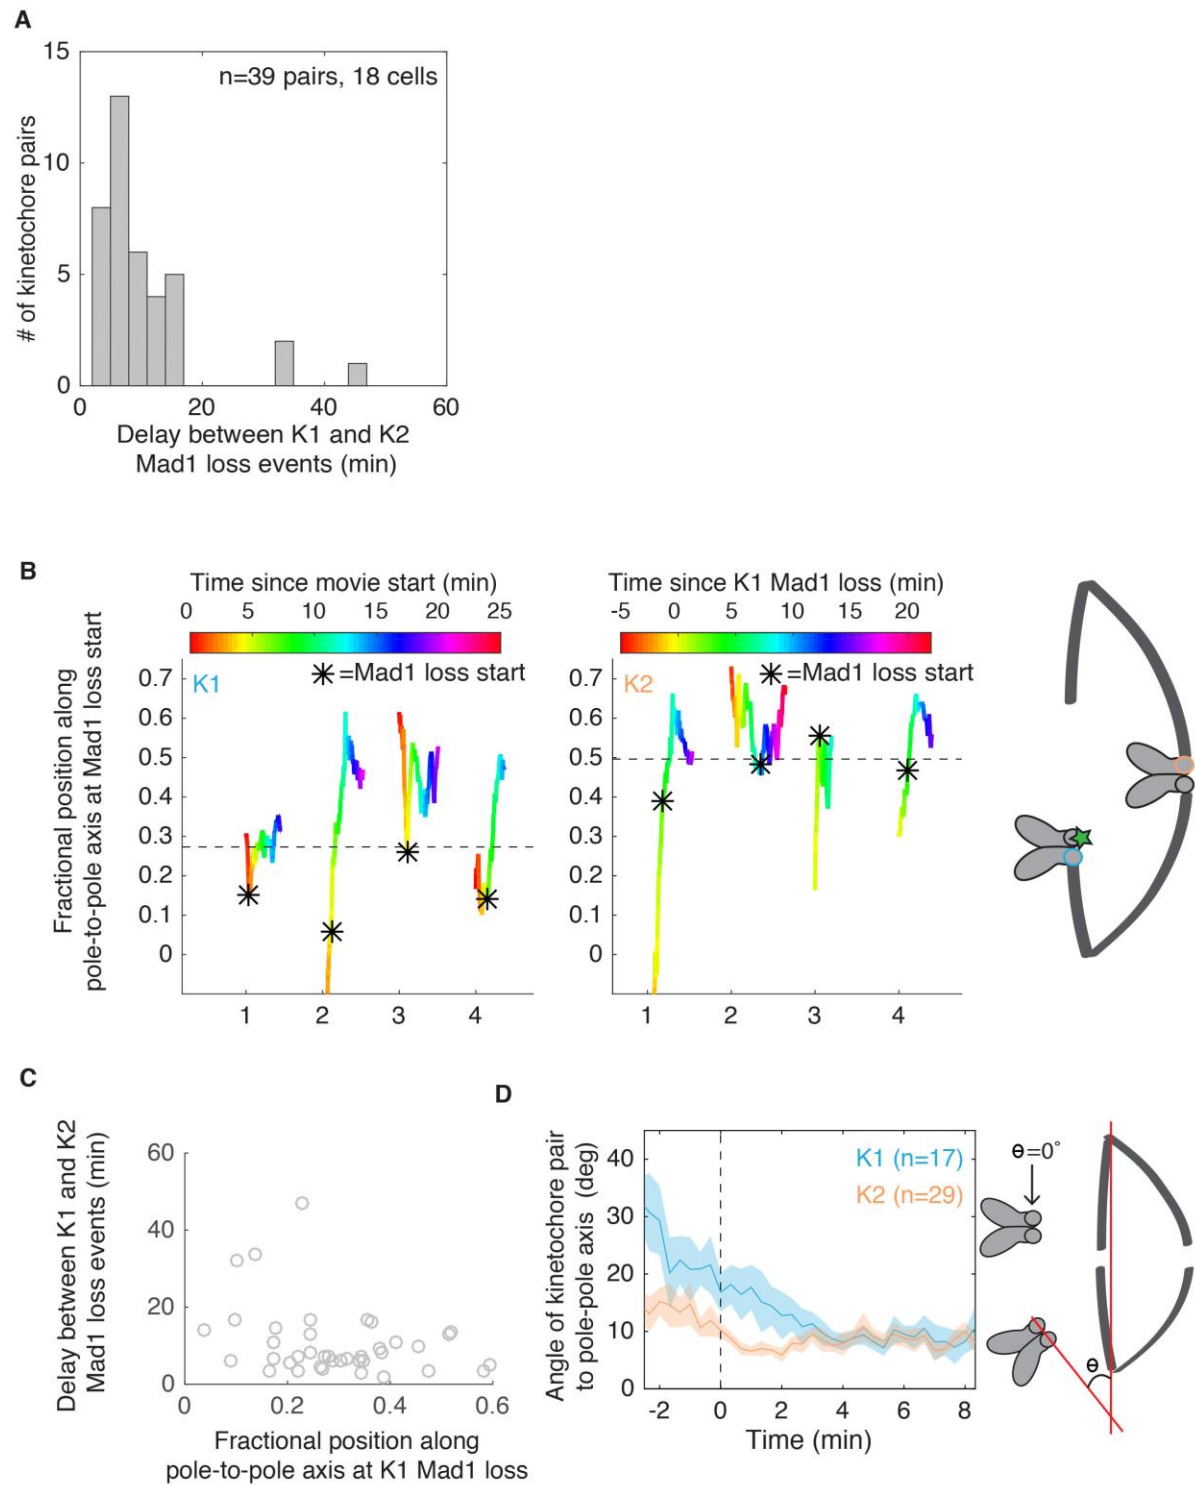 A
15
n=39 pairs, 18 cells
10
5
0
# of kinetochore pairs
0 20 40 60
Delay between K1 and K2
Mad1 loss events (min)
B
Time since movie start (min)
0 5 10 15 20 25
✳=Mad1 loss start
K1
Fractional position along
pole-to-pole axis at Mad1 loss start
0.7
0.6
0.5
0.4
0.3
0.2
0.1
0
1 2 3 4
Time since K1 Mad1 loss (min)
-5 0 5 10 15 20
✳=Mad1 loss start
K2
0.7
0.6
0.5
0.4
0.3
0.2
0.1
0
1 2 3 4
C
Delay between K1 and K2
Mad1 loss events (min)
60
40
20
0
0 0.2 0.4 0.6
Fractional position along
pole-to-pole axis at K1 Mad1 loss
D
Angle of kinetochore pair
to pole-pole axis (deg)
40
30
20
10
0
K1 (n=17)
K2 (n=29)
-2 0 2 4 6 8
Time (min)
θ=0°
θ